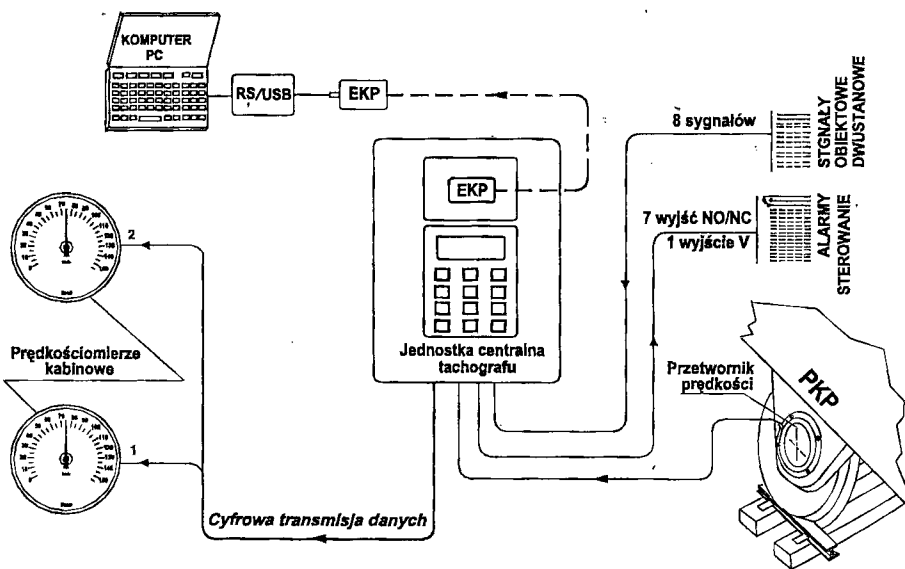 KOMPUTER
PC
RS/USB
EKP
8 sygnałów
STGNAŁY
OBIEKTOWE
DWUSTANOWE
EKP
7 wyjść NO/NC
1 wyjście V
ALARMY
STEROWANIE
2
Prędkościomierze
kabinowe
Jednostka centralna
tachografu
Przetwornik
prędkości
PKP
1
Cyfrowa transmisja danych